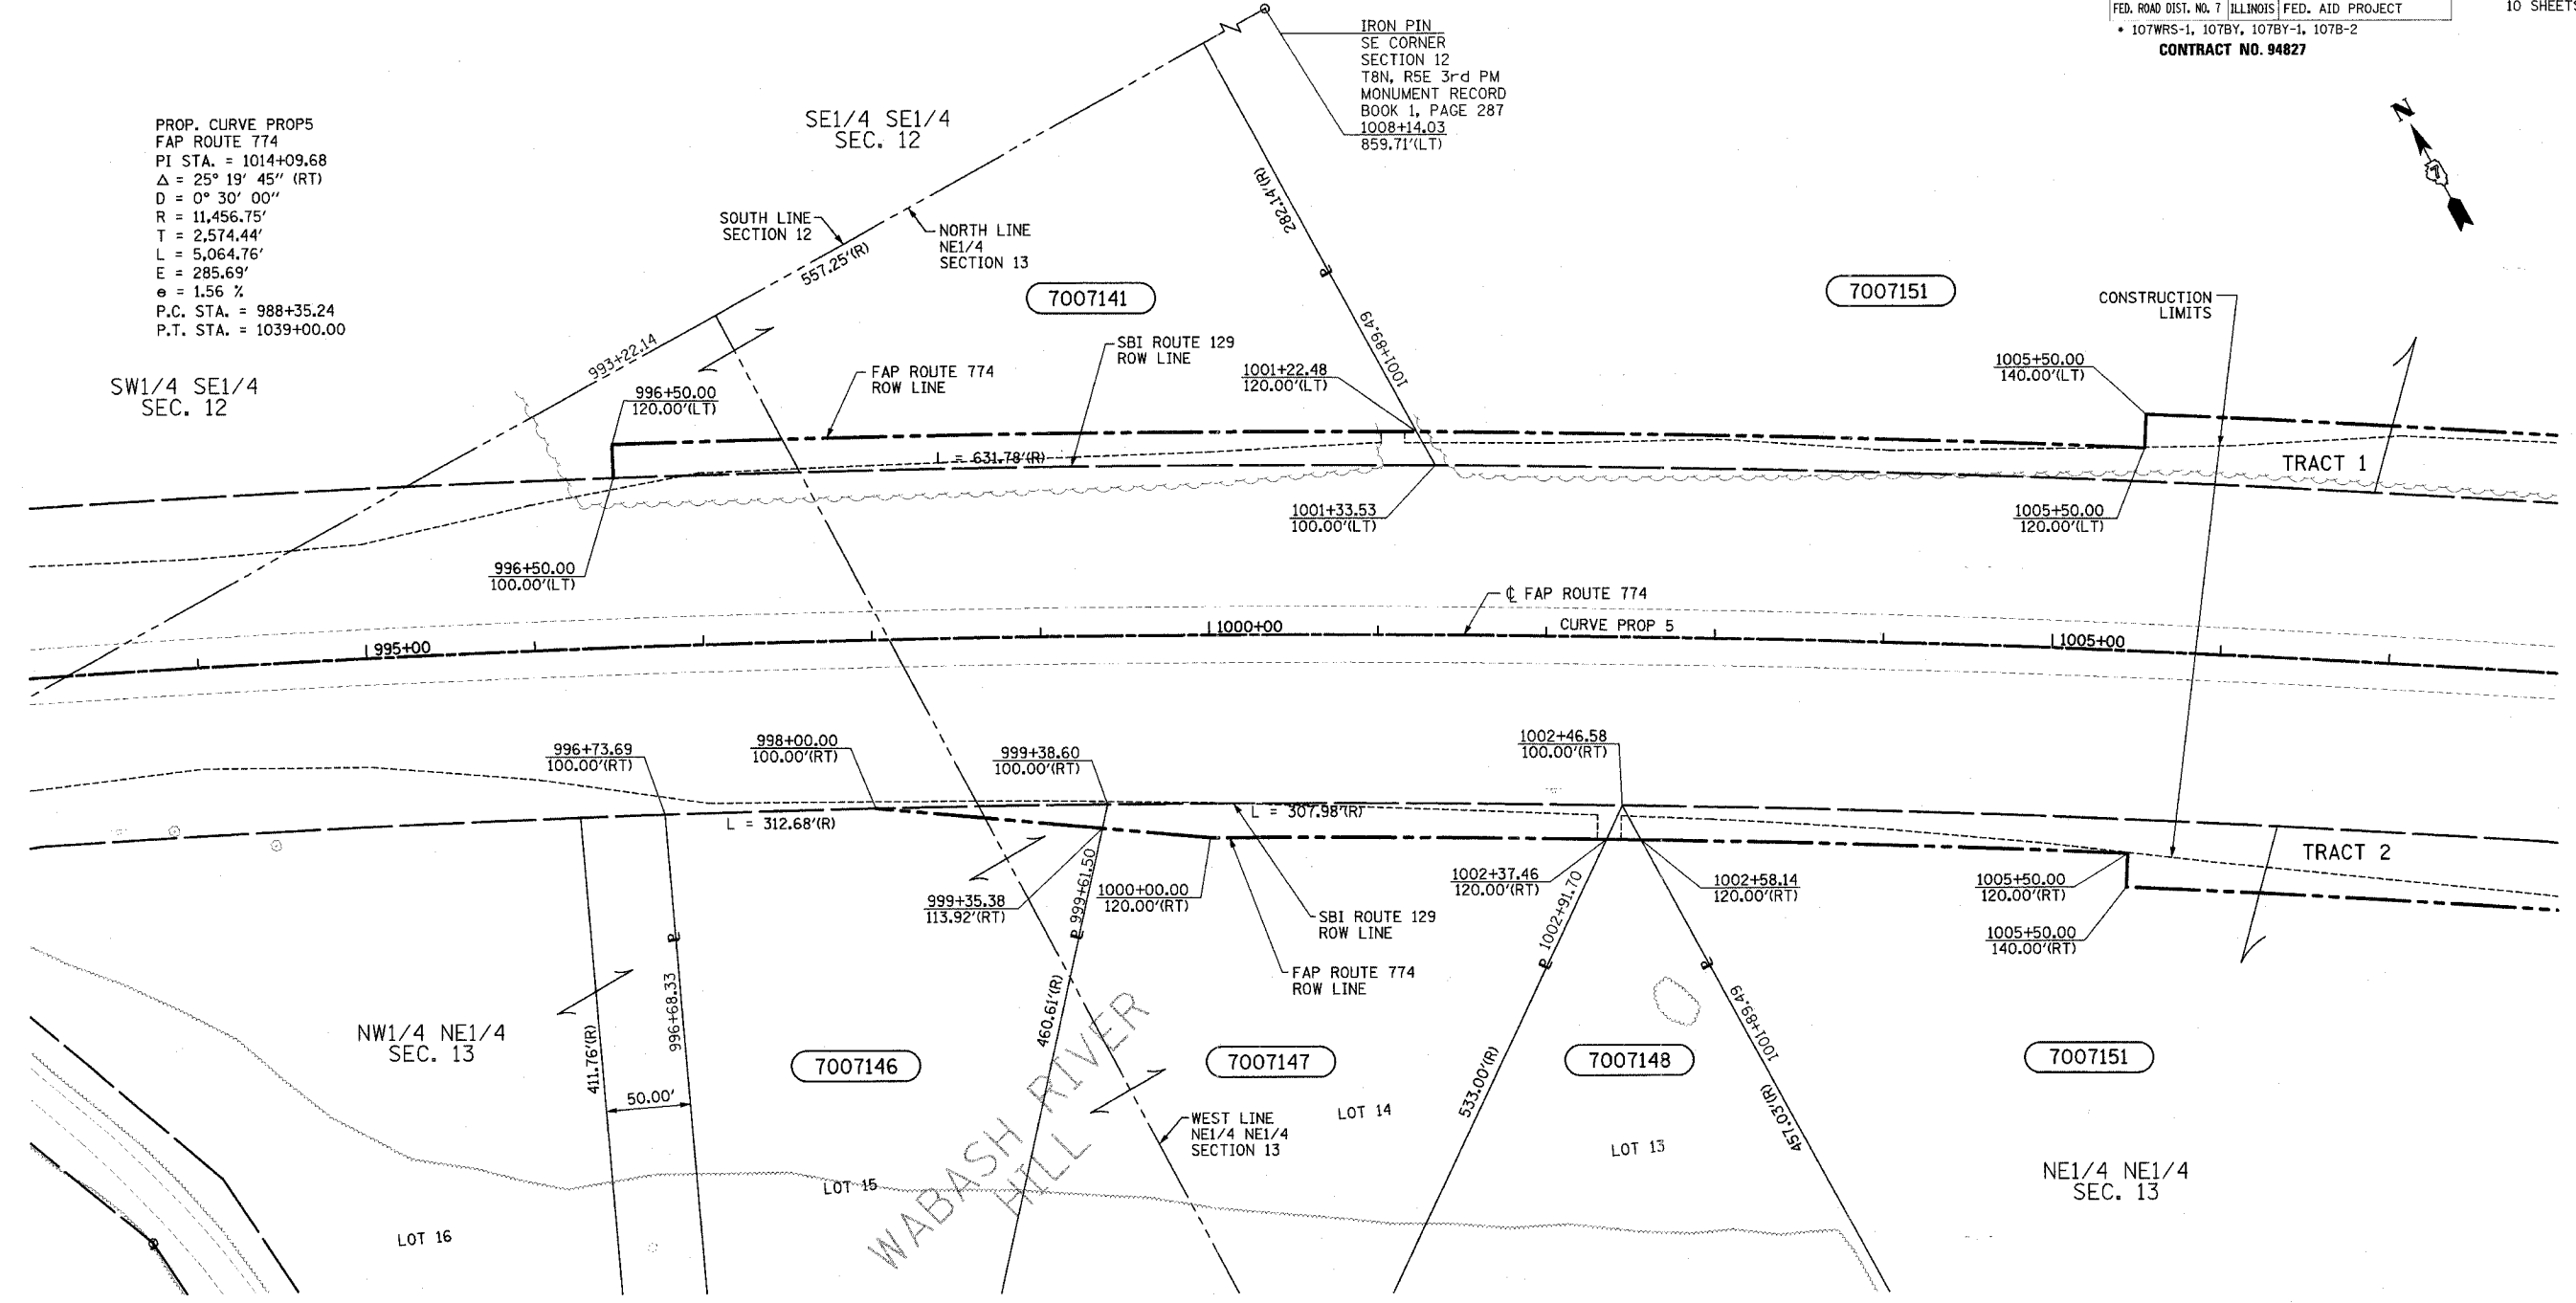 FED. ROAD DIST. NO. 7 ILLINOIS FED. AID PROJECT
10 SHEETS
• 107WRS-1, 107BY, 107BY-1, 107B-2
CONTRACT NO. 94827
IRON PIN
SE CORNER
SECTION 12
T8N, R5E 3rd PM
MONUMENT RECORD
BOOK 1, PAGE 287
1008+14.03
859.71'(LT)
N
7
PROP. CURVE PROP5
FAP ROUTE 774
PI STA. = 1014+09.68
Δ = 25° 19' 45" (RT)
D = 0° 30' 00"
R = 11,456.75'
T = 2,574.44'
L = 5,064.76'
E = 285.69'
e = 1.56 %
P.C. STA. = 988+35.24
P.T. STA. = 1039+00.00
SE1/4 SE1/4
SEC. 12
SOUTH LINE
SECTION 12
NORTH LINE
NE1/4
SECTION 13
557.25'(R)
282.14'(R)
PL
1001+89.49
7007141
7007151
CONSTRUCTION
LIMITS
993+22.14
SW1/4 SE1/4
SEC. 12
996+50.00
120.00'(LT)
FAP ROUTE 774
ROW LINE
SBI ROUTE 129
ROW LINE
1001+22.48
120.00'(LT)
1005+50.00
140.00'(LT)
L = 631.78'(R)
TRACT 1
1001+33.53
100.00'(LT)
1005+50.00
120.00'(LT)
996+50.00
100.00'(LT)
CL FAP ROUTE 774
995+00
1000+00
CURVE PROP 5
1005+00
996+73.69
100.00'(RT)
998+00.00
100.00'(RT)
999+38.60
100.00'(RT)
1002+46.58
100.00'(RT)
L = 312.68'(R)
L = 307.98'(R)
TRACT 2
999+35.38
113.92'(RT)
PL 999+61.50
1000+00.00
120.00'(RT)
1002+37.46
120.00'(RT)
1002+58.14
120.00'(RT)
1005+50.00
120.00'(RT)
1005+50.00
140.00'(RT)
SBI ROUTE 129
ROW LINE
FAP ROUTE 774
ROW LINE
PL 1002+91.70
PL
1001+89.49
PL
996+68.33
NW1/4 NE1/4
SEC. 13
411.76'(R)
50.00'
460.61'(R)
533.00'(R)
457.03'(R)
7007146
7007147
7007148
7007151
WABASH RIVER
HILL
WEST LINE
NE1/4 NE1/4
SECTION 13
LOT 14
LOT 13
LOT 15
LOT 16
NE1/4 NE1/4
SEC. 13